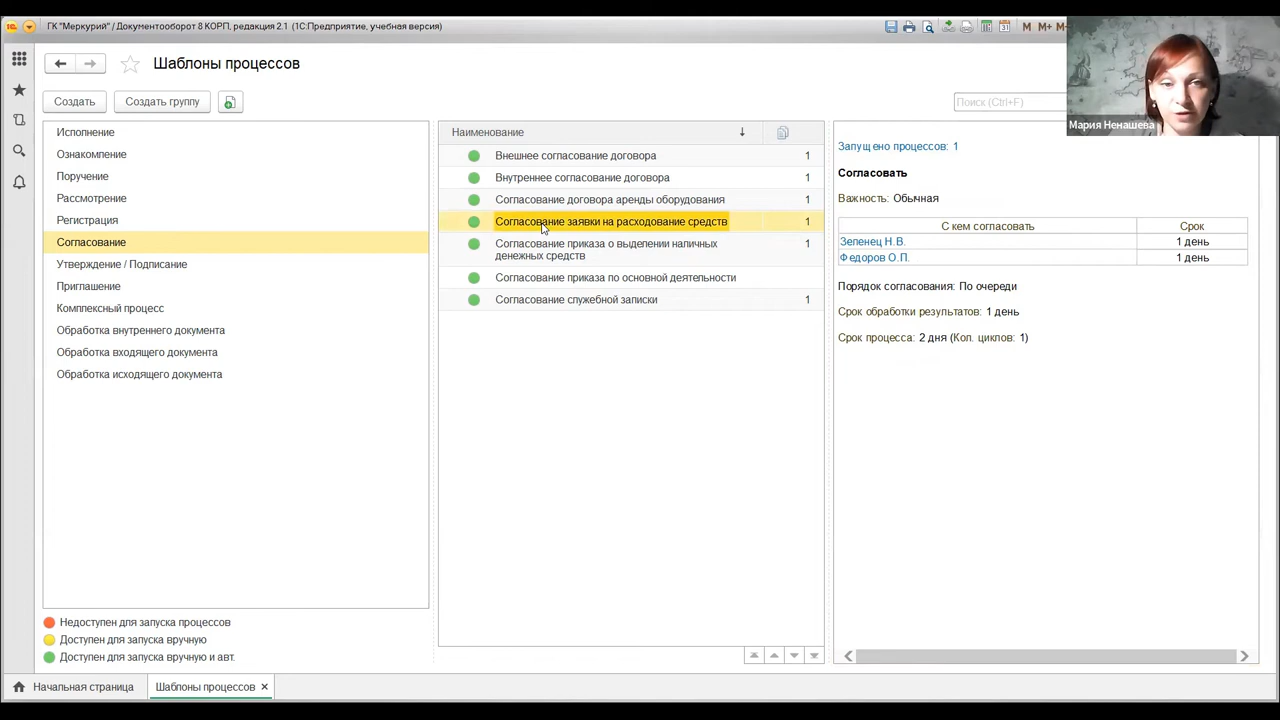 ГК "Меркурий" / Документооборот 8 КОРП, редакция 2.1 (1С:Предприятие, учебная версия)
M M+ M-
Шаблоны процессов
Создать
Создать группу
Поиск (Ctrl+F)
Мария Ненашева
Исполнение
Ознакомление
Поручение
Рассмотрение
Регистрация
Согласование
Утверждение / Подписание
Приглашение
Комплексный процесс
Обработка внутреннего документа
Обработка входящего документа
Обработка исходящего документа
Недоступен для запуска процессов
Доступен для запуска вручную
Доступен для запуска вручную и авт.
Наименование
Внешнее согласование договора 1
Внутреннее согласование договора 1
Согласование договора аренды оборудования 1
Согласование заявки на расходование средств 1
Согласование приказа о выделении наличных 1
денежных средств
Согласование приказа по основной деятельности
Согласование служебной записки 1
Запущено процессов: 1
Согласовать
Важность: Обычная
С кем согласовать Срок
Зеленец Н.В. 1 день
Федоров О.П. 1 день
Порядок согласования: По очереди
Срок обработки результатов: 1 день
Срок процесса: 2 дня (Кол. циклов: 1)
Начальная страница
Шаблоны процессов